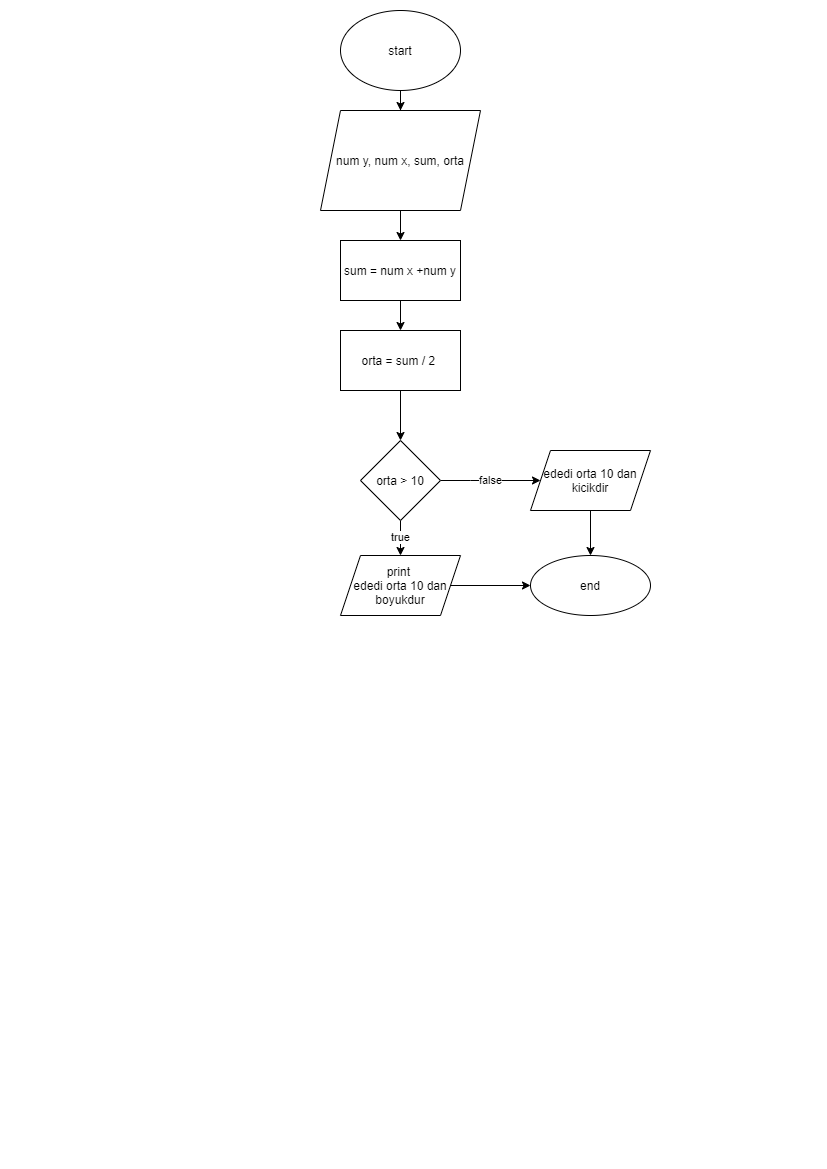 start
num y, num x, sum, orta
sum = num x +num y
orta = sum / 2
orta > 10
false
ededi orta 10 dan
kicikdir
true
print
ededi orta 10 dan
boyukdur
end